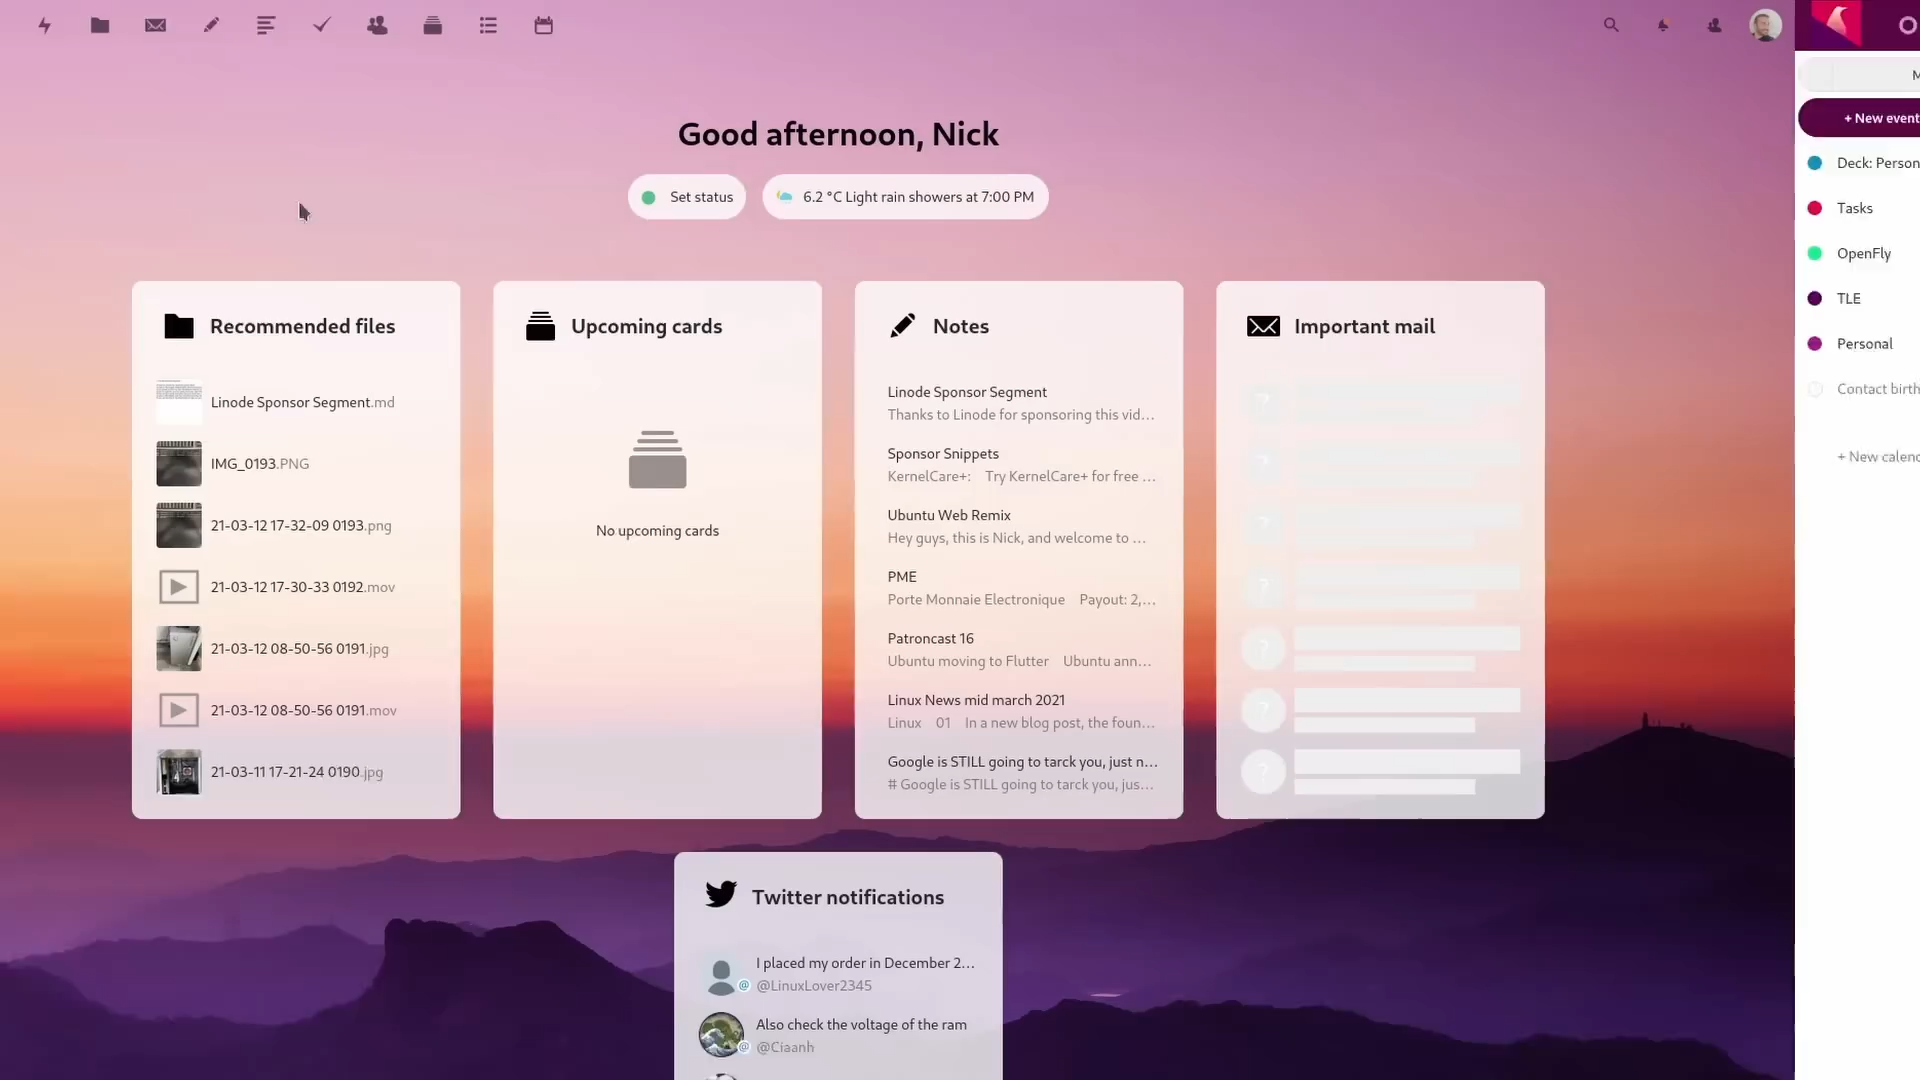 Good afternoon, Nick
Set status
6.2 °C Light rain showers at 7:00 PM
Recommended files
Linode Sponsor Segment.md
IMG_0193.PNG
21-03-12 17-32-09 0193.png
21-03-12 17-30-33 0192.mov
21-03-12 08-50-56 0191.jpg
21-03-12 08-50-56 0191.mov
21-03-11 17-21-24 0190.jpg
Upcoming cards
No upcoming cards
Notes
Linode Sponsor Segment
Thanks to Linode for sponsoring this vid...
Sponsor Snippets
KernelCare+: Try KernelCare+ for free ...
Ubuntu Web Remix
Hey guys, this is Nick, and welcome to ...
PME
Porte Monnaie Electronique Payout: 2,...
Patroncast 16
Ubuntu moving to Flutter Ubuntu ann...
Linux News mid march 2021
Linux 01 In a new blog post, the foun...
Google is STILL going to tarck you, just n...
# Google is STILL going to tarck you, jus...
Important mail
Twitter notifications
I placed my order in December 2...
@LinuxLover2345
Also check the voltage of the ram
@Ciaanh
+ New event
Deck: Person
Tasks
OpenFly
TLE
Personal
Contact birth
+ New calend